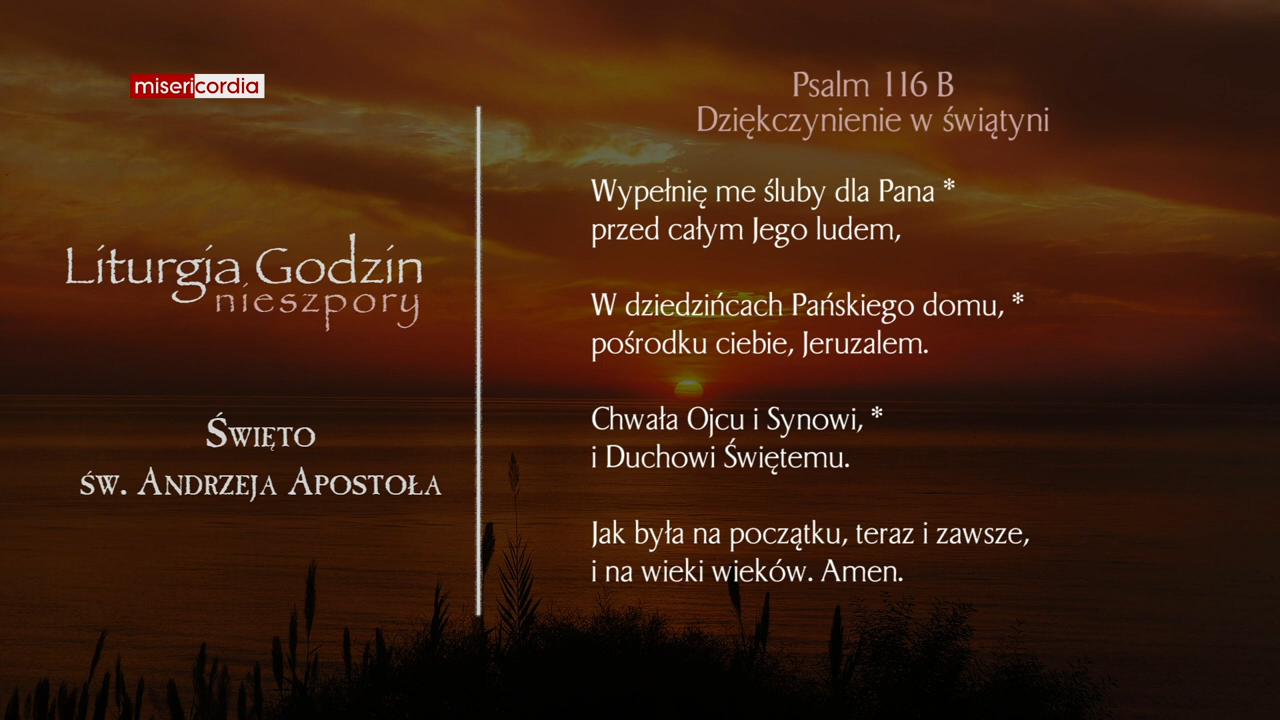 misericordia
Liturgia Godzin
nieszpory
Święto
św. Andrzeja Apostoła
Psalm 116 B
Dziękczynienie w świątyni
Wypełnię me śluby dla Pana *
przed całym Jego ludem,
W dziedzińcach Pańskiego domu, *
pośrodku ciebie, Jeruzalem.
Chwała Ojcu i Synowi, *
i Duchowi Świętemu.
Jak była na początku, teraz i zawsze,
i na wieki wieków. Amen.